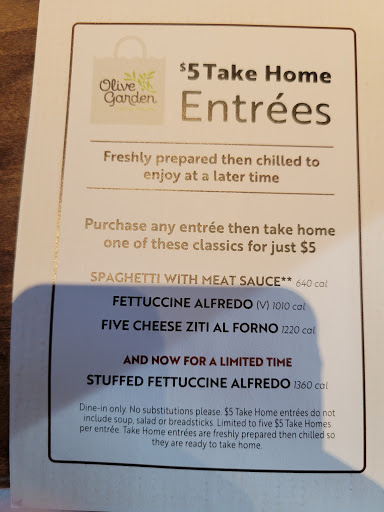 Olive
Garden
$5 Take Home
Entrées
Freshly prepared then chilled to
enjoy at a later time
Purchase any entrée then take home
one of these classics for just $5
SPAGHETTI WITH MEAT SAUCE** 640 cal
FETTUCCINE ALFREDO (V) 1010 cal
FIVE CHEESE ZITI AL FORNO 1220 cal
AND NOW FOR A LIMITED TIME
STUFFED FETTUCCINE ALFREDO 1360 cal
Dine-in only. No substitutions please. $5 Take Home entrées do not
include soup, salad or breadsticks. Limited to five $5 Take Homes
per entrée. Take Home entrées are freshly prepared then chilled so
they are ready to take home.